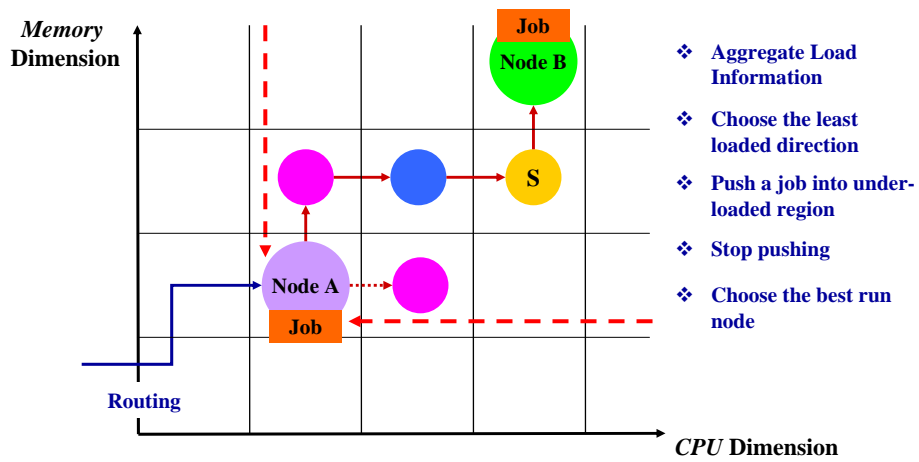 Memory
Dimension
Job
Node B
S
Node A
Job
Routing
CPU Dimension
❖ Aggregate Load
Information
❖ Choose the least
loaded direction
❖ Push a job into under-
loaded region
❖ Stop pushing
❖ Choose the best run
node